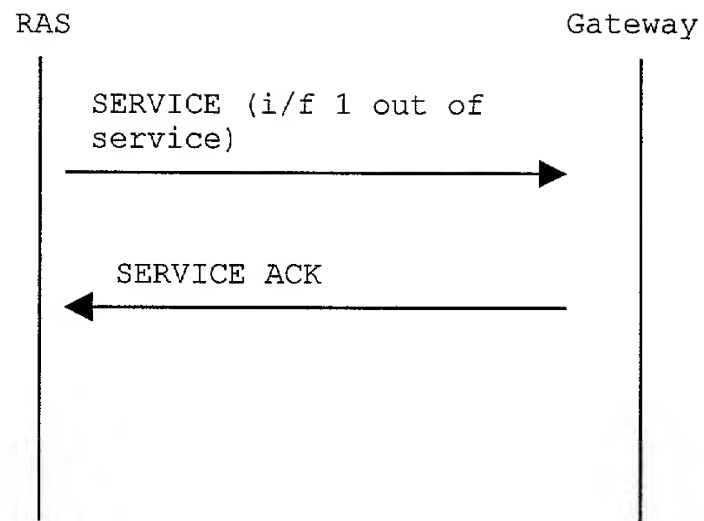 RAS
Gateway
SERVICE (i/f 1 out of
service)
SERVICE ACK